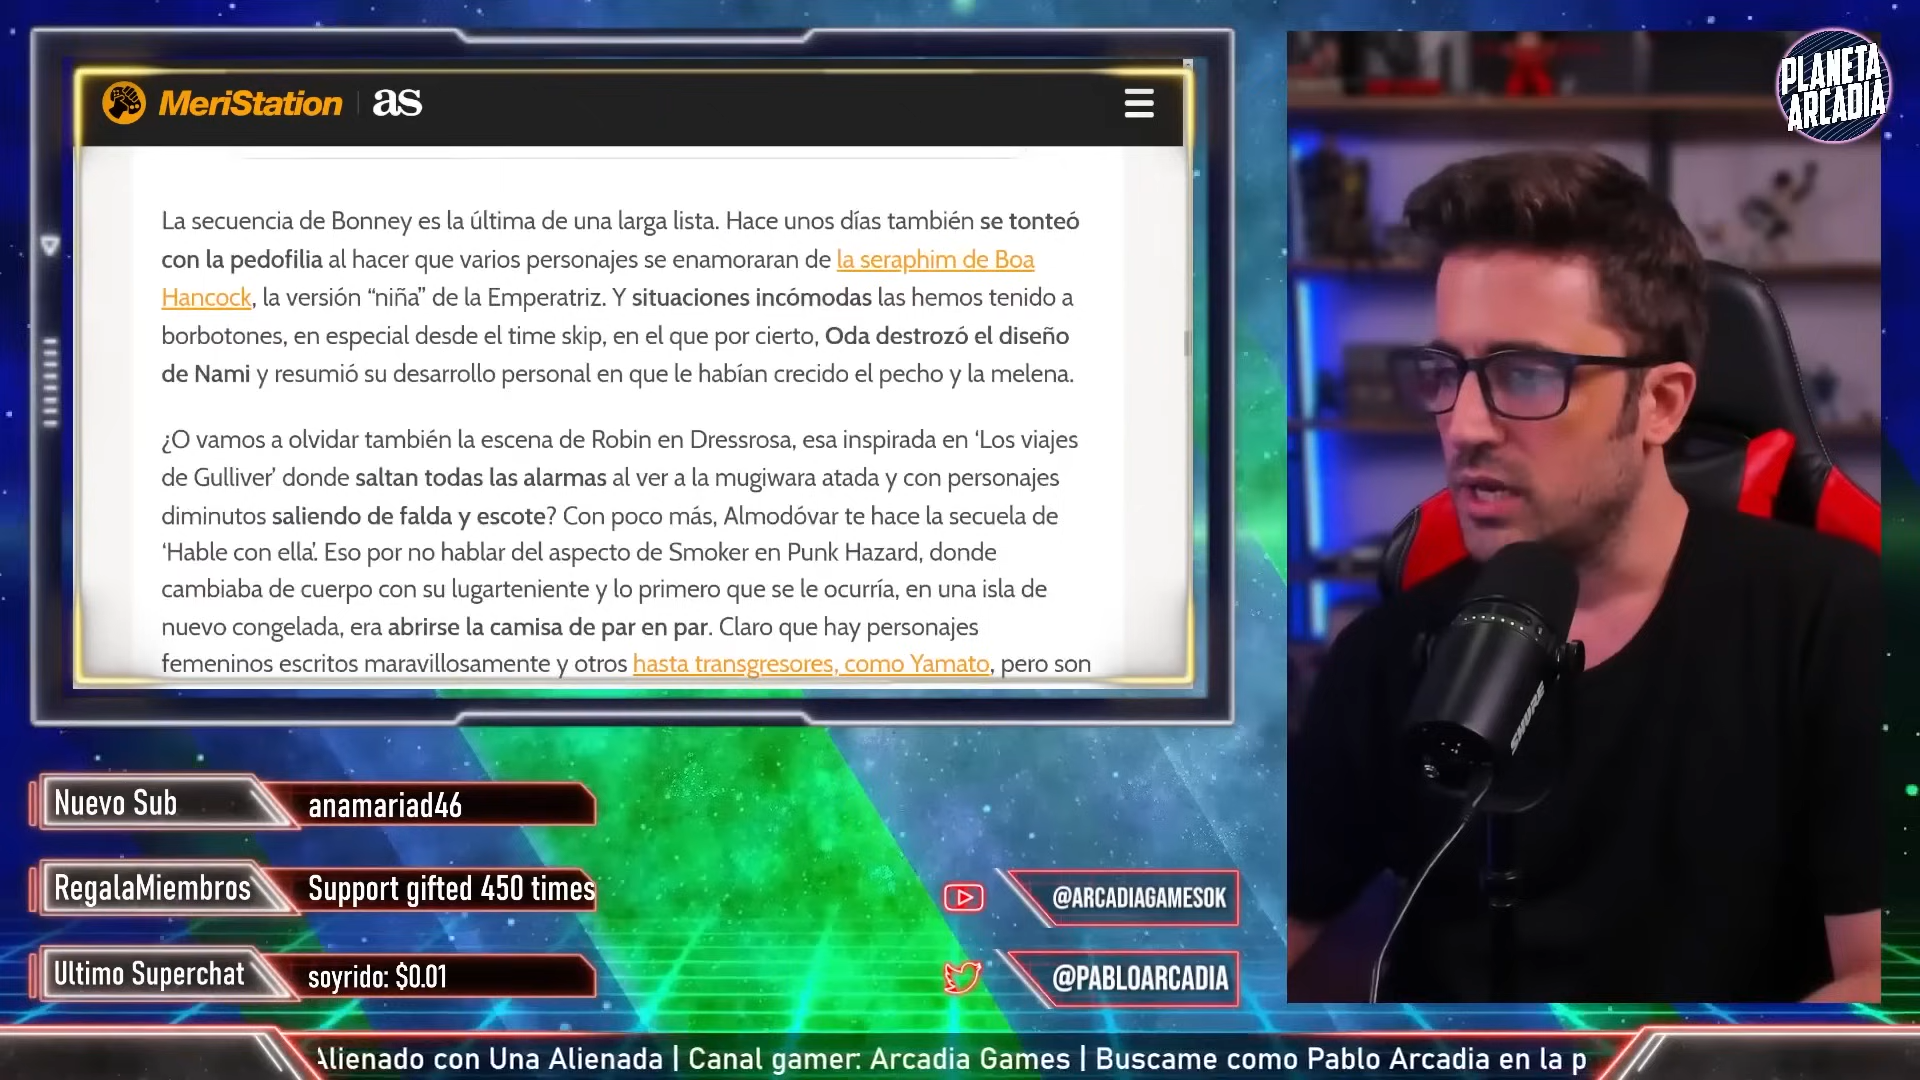 MeriStation | as
PLANETA
ARCADIA
La secuencia de Bonney es la última de una larga lista. Hace unos días también se tonteó
con la pedofilia al hacer que varios personajes se enamoraran de la seraphim de Boa
Hancock, la versión “niña” de la Emperatriz. Y situaciones incómodas las hemos tenido a
borbotones, en especial desde el time skip, en el que por cierto, Oda destrozó el diseño
de Nami y resumió su desarrollo personal en que le habían crecido el pecho y la melena.
¿O vamos a olvidar también la escena de Robin en Dressrosa, esa inspirada en ‘Los viajes
de Gulliver’ donde saltan todas las alarmas al ver a la mugiwara atada y con personajes
diminutos saliendo de falda y escote? Con poco más, Almodóvar te hace la secuela de
‘Hable con ella’. Eso por no hablar del aspecto de Smoker en Punk Hazard, donde
cambiaba de cuerpo con su lugarteniente y lo primero que se le ocurría, en una isla de
nuevo congelada, era abrirse la camisa de par en par. Claro que hay personajes
femeninos escritos maravillosamente y otros hasta transgresores, como Yamato, pero son
SHURE
Nuevo Sub
anamariad46
RegalaMiembros
Support gifted 450 times
Ultimo Superchat
soyrido: $0.01
@ARCADIAGAMESOK
@PABLOARCADIA
Alienado con Una Alienada | Canal gamer: Arcadia Games | Buscame como Pablo Arcadia en la p